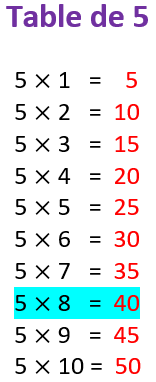 Table de 5
5 × 1 = 5
5 × 2 = 10
5 × 3 = 15
5 × 4 = 20
5 × 5 = 25
5 × 6 = 30
5 × 7 = 35
5 × 8 = 40
5 × 9 = 45
5 × 10 = 50